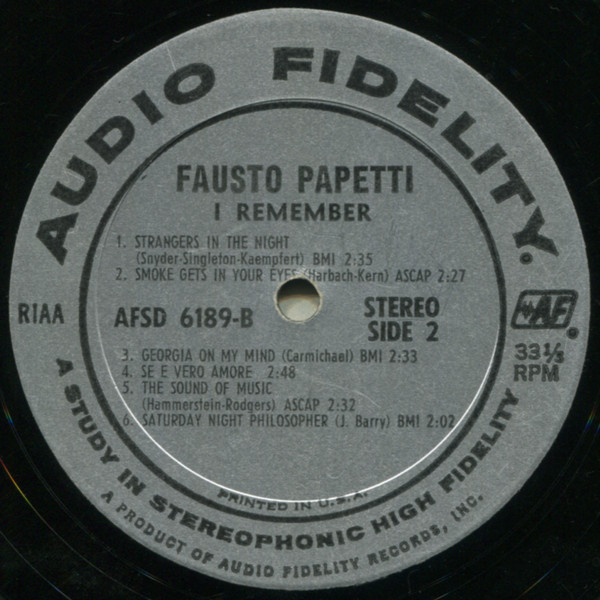 AUDIO FIDELITY.
FAUSTO PAPETTI
I REMEMBER
1. STRANGERS IN THE NIGHT
(Snyder-Singleton-Kaempfert) BMI 2:35
2. SMOKE GETS IN YOUR EYES (Harbach-Kern) ASCAP 2:27
RIAA
AFSD 6189-B
STEREO
SIDE 2
AF.
33 1/3
RPM
3. GEORGIA ON MY MIND (Carmichael) BMI 2:33
4. SE E VERO AMORE 2:48
5. THE SOUND OF MUSIC
(Hammerstein-Rodgers) ASCAP 2:32
6. SATURDAY NIGHT PHILOSOPHER (J. Barry) BMI 2:02
PRINTED IN U.S.A.
A STUDY IN STEREOPHONIC HIGH FIDELITY
A PRODUCT OF AUDIO FIDELITY RECORDS, INC.